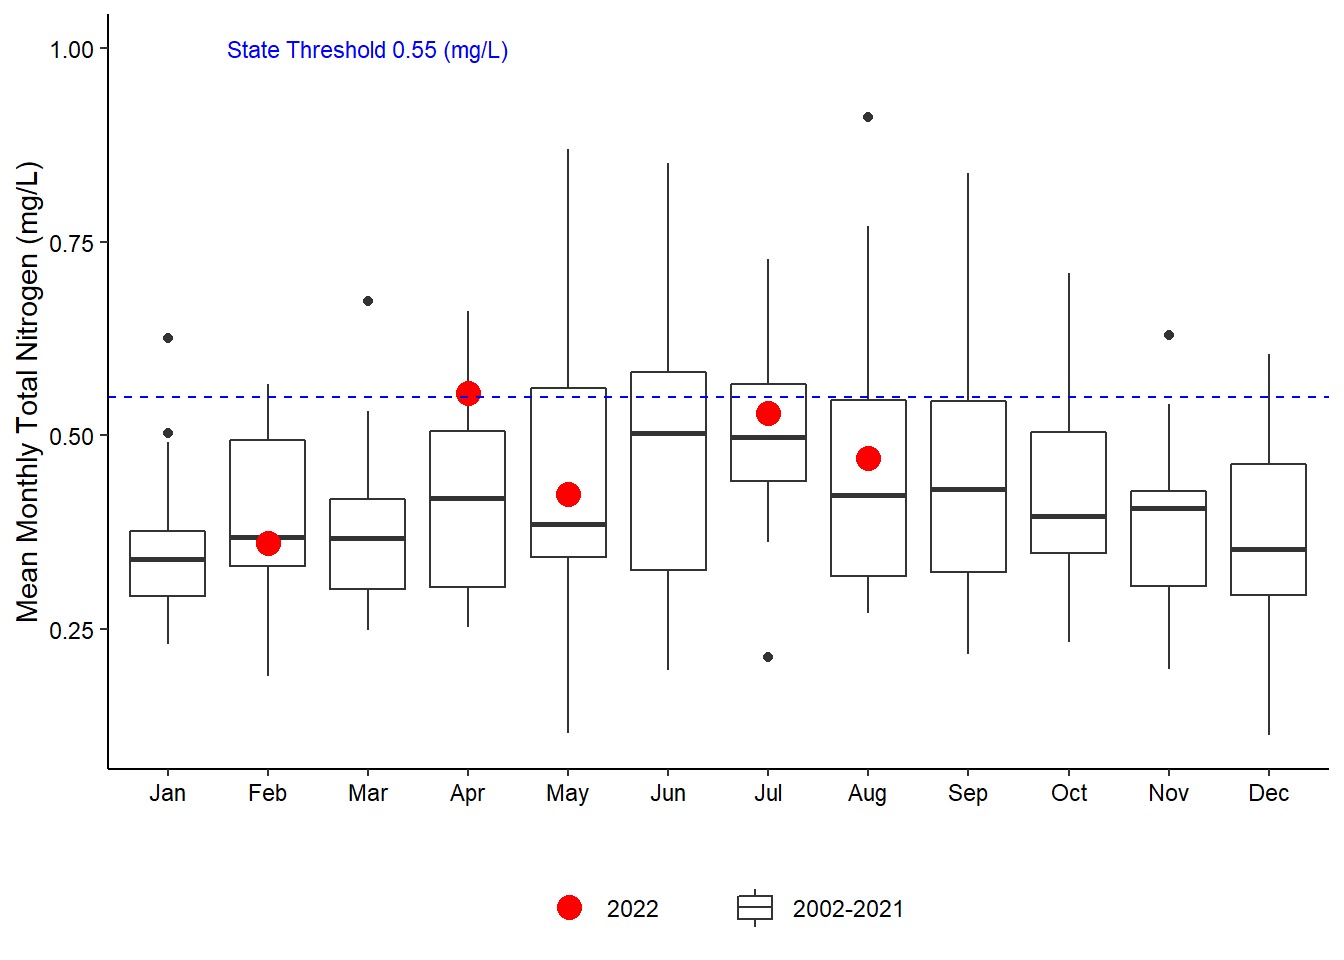 State Threshold 0.55 (mg/L)
Mean Monthly Total Nitrogen (mg/L)
1.00
0.75
0.50
0.25
Jan Feb Mar Apr May Jun Jul Aug Sep Oct Nov Dec
2022 2002-2021